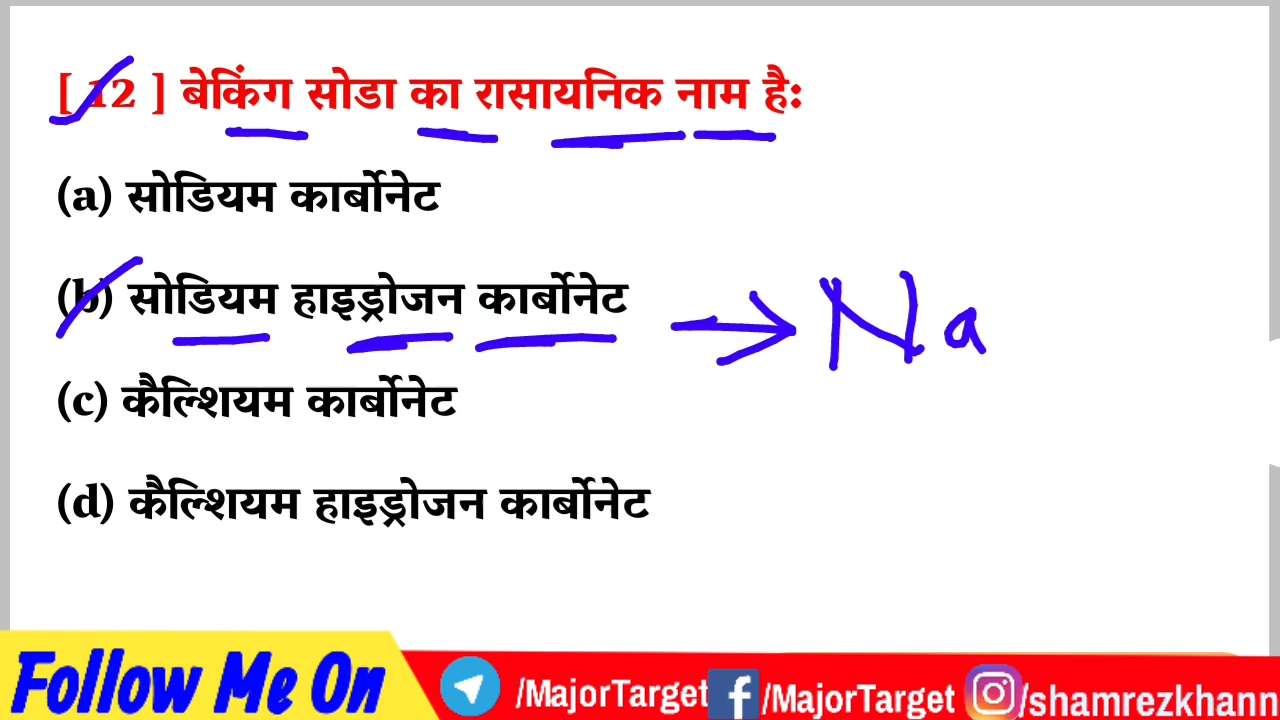 [ 12 ] बेकिंग सोडा का रासायनिक नाम है:
(a) सोडियम कार्बोनेट
(b) सोडियम हाइड्रोजन कार्बोनेट → Na
(c) कैल्शियम कार्बोनेट
(d) कैल्शियम हाइड्रोजन कार्बोनेट
Follow Me On /MajorTarget /MajorTarget /shamrezkhann